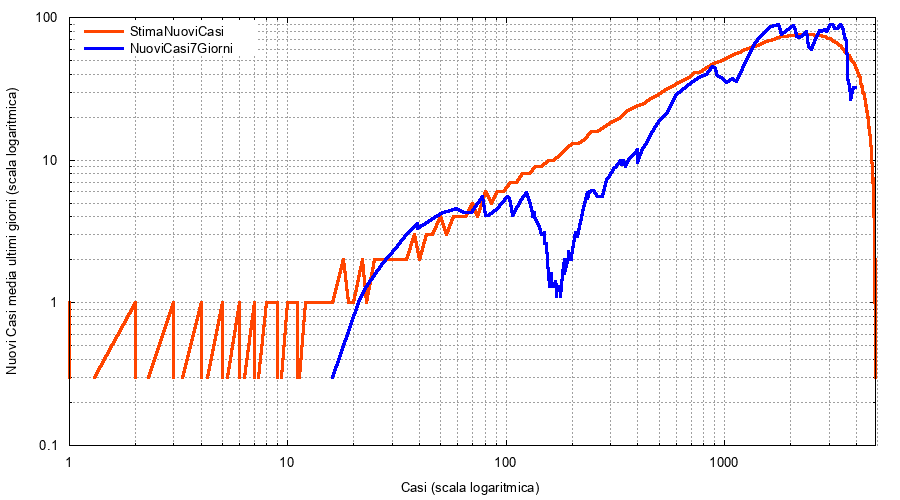 100
StimaNuoviCasi
NuoviCasi7Giorni
10
1
0.1
1
10
100
1000
Nuovi Casi media ultimi giorni (scala logaritmica)
Casi (scala logaritmica)